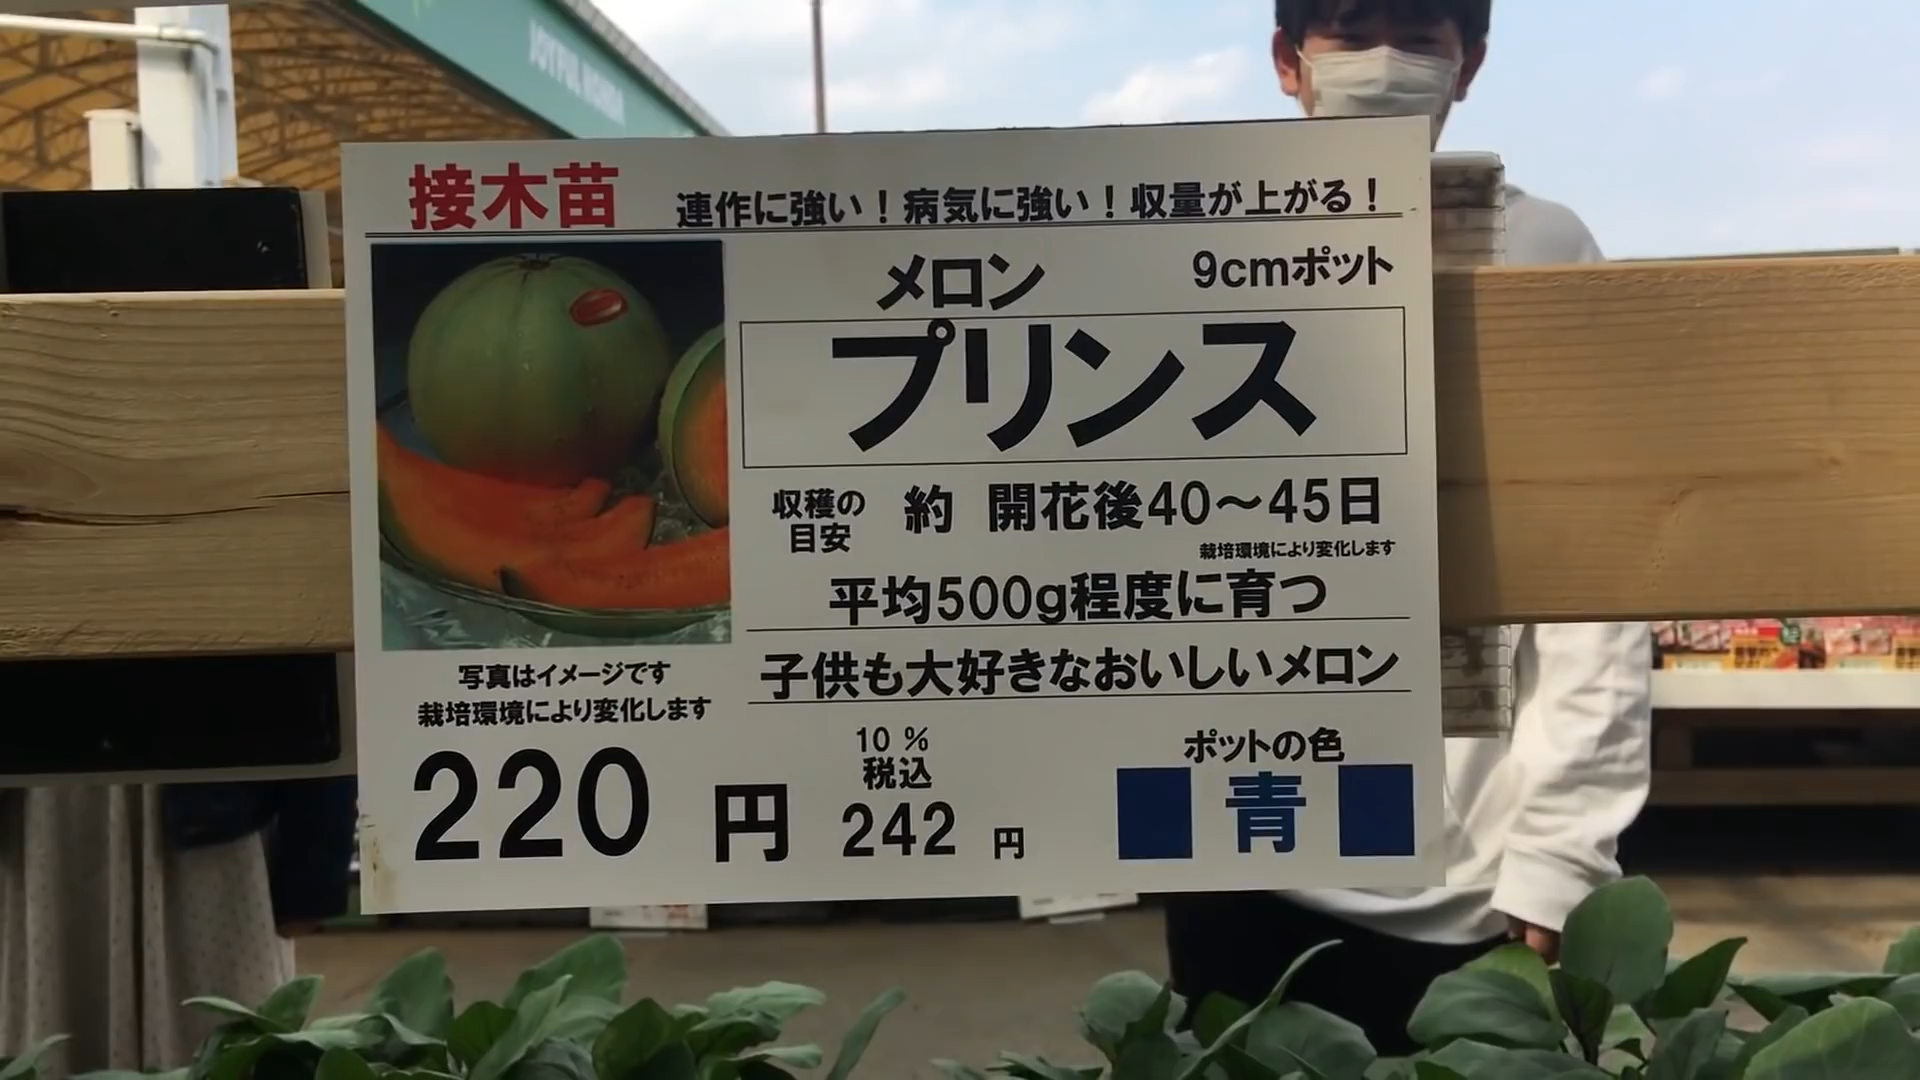 JOYFUL HONDA
接木苗 連作に強い！病気に強い！収量が上がる！
メロン 9cmポット
プリンス
収穫の目安 約 開花後40～45日
栽培環境により変化します
平均500g程度に育つ
子供も大好きなおいしいメロン
写真はイメージです
栽培環境により変化します
220 円
10 %
税込
242 円
ポットの色
青